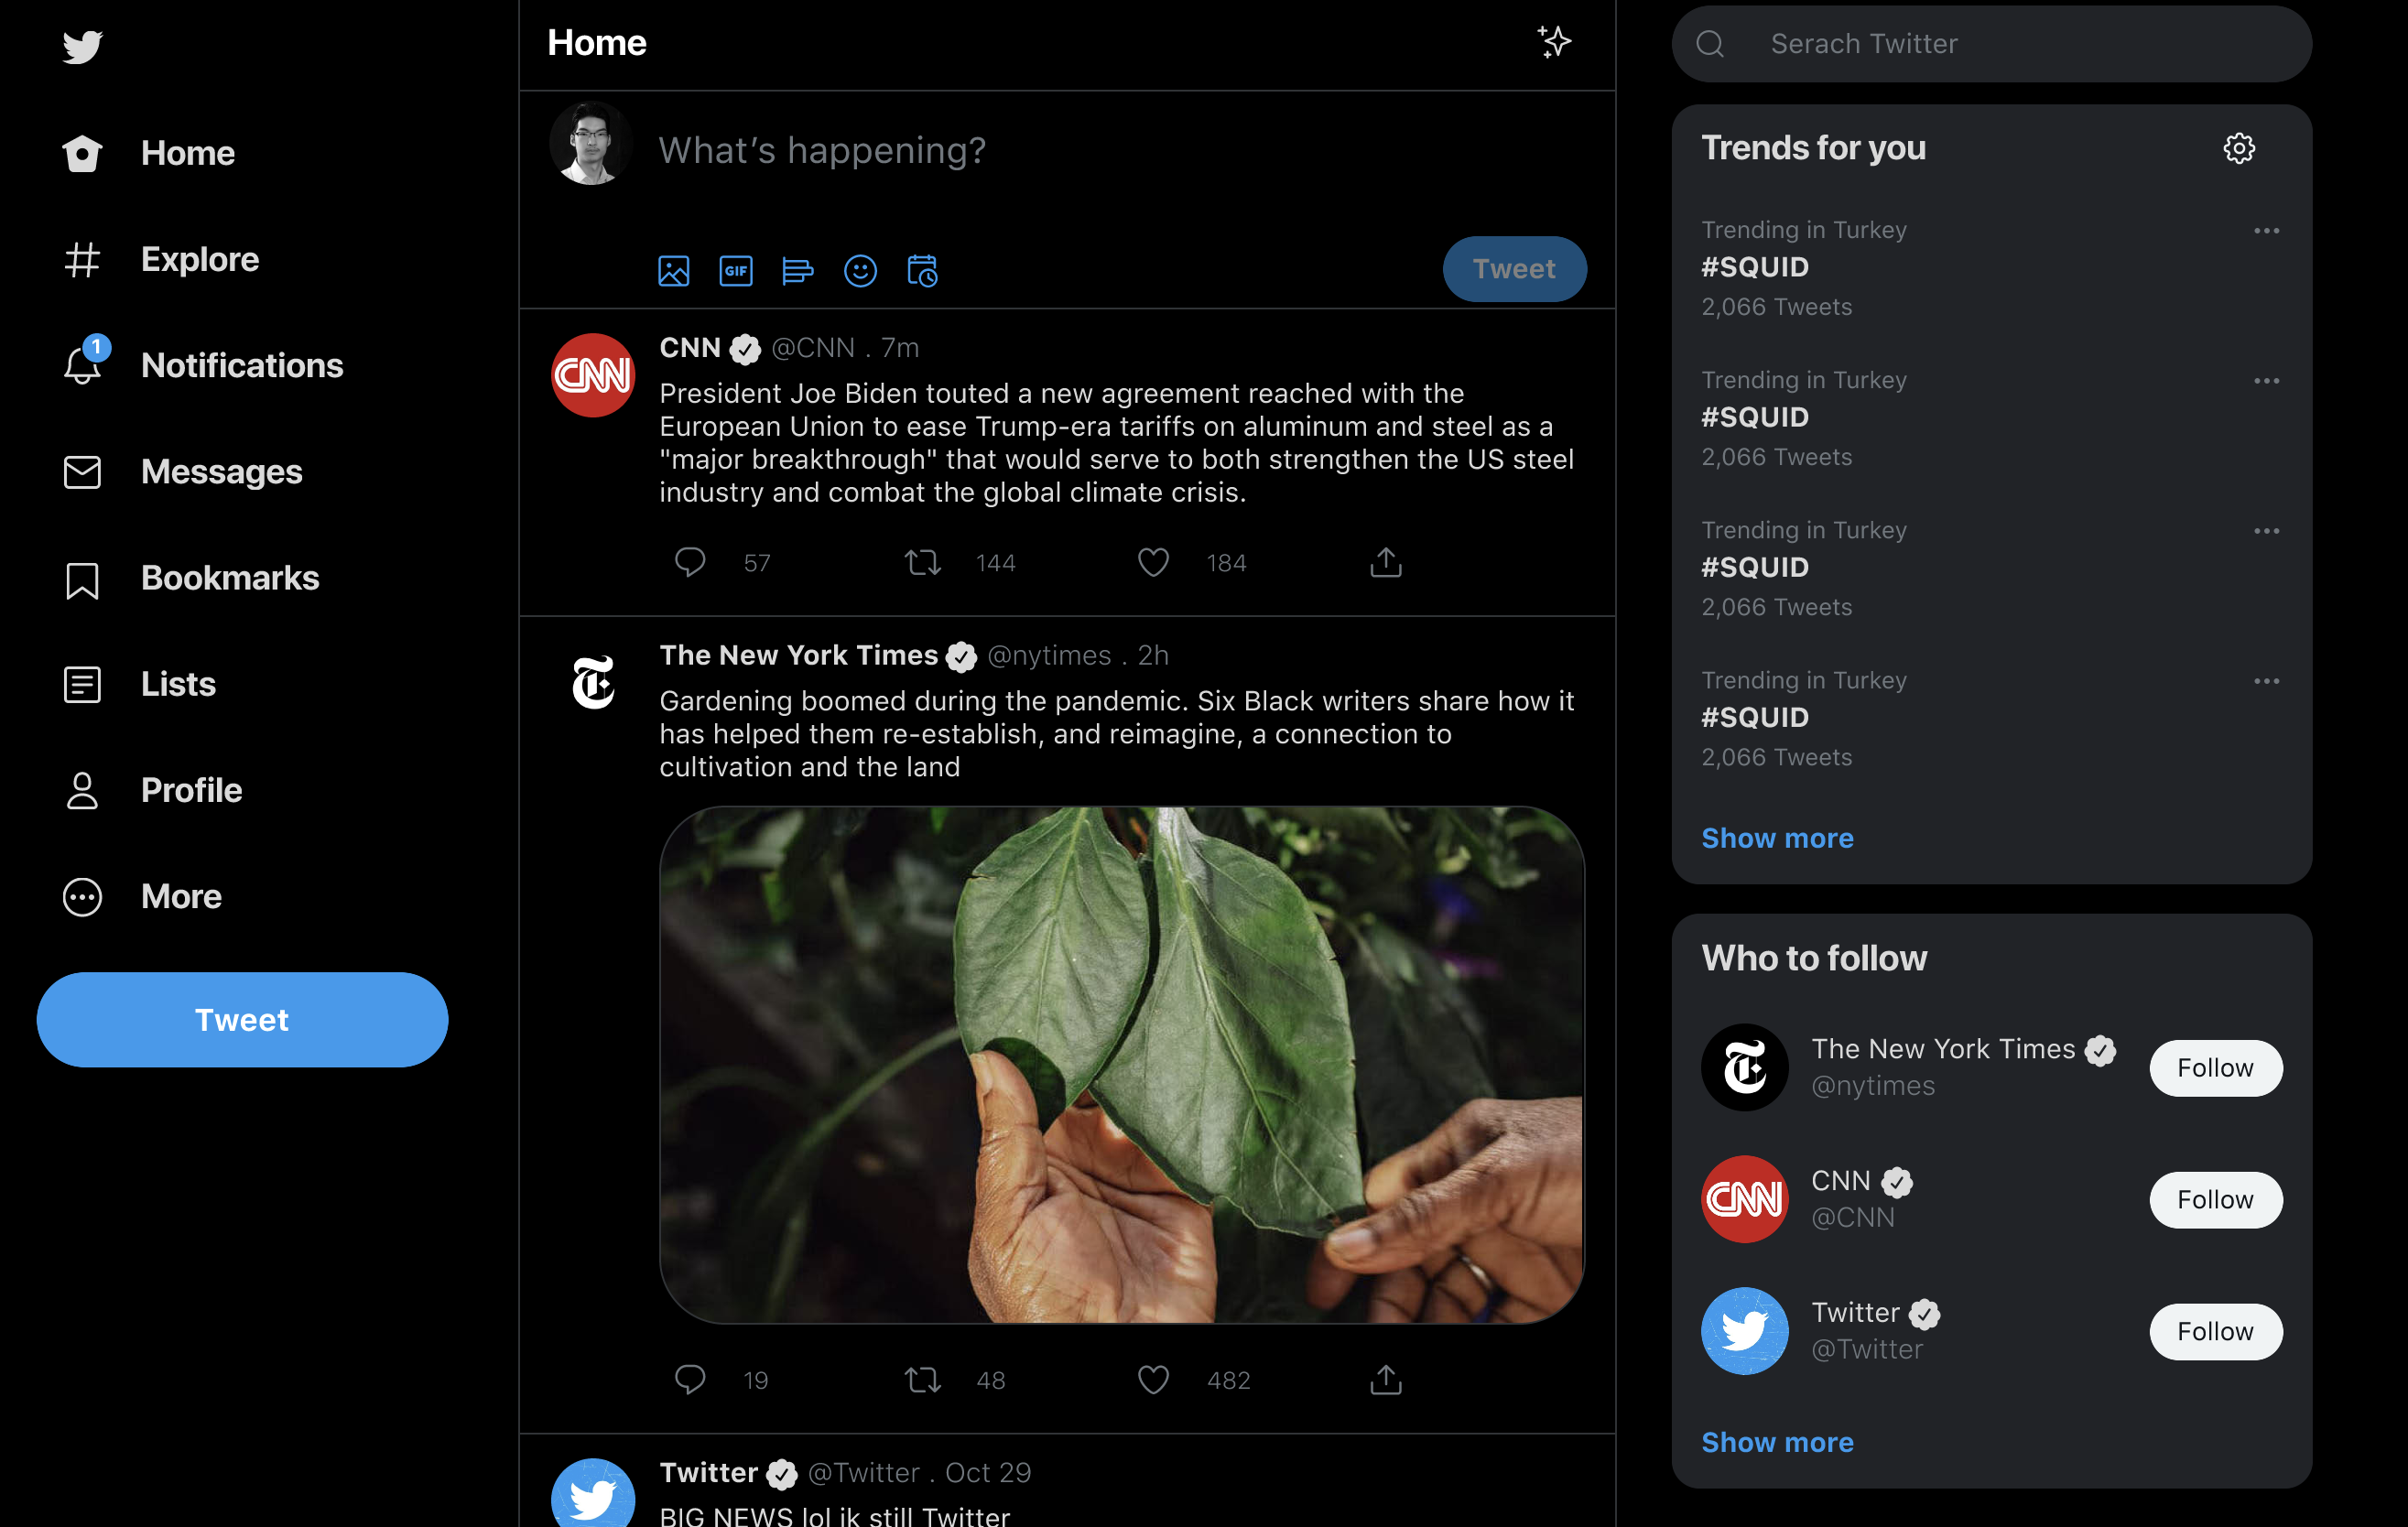 Home
Explore
1
Notifications
Messages
Bookmarks
Lists
Profile
More
Tweet
Home
What’s happening?
GIF
Tweet
CNN
CNN @CNN . 7m
President Joe Biden touted a new agreement reached with the
European Union to ease Trump-era tariffs on aluminum and steel as a
"major breakthrough" that would serve to both strengthen the US steel
industry and combat the global climate crisis.
57 144 184
The New York Times @nytimes . 2h
Gardening boomed during the pandemic. Six Black writers share how it
has helped them re-establish, and reimagine, a connection to
cultivation and the land
19 48 482
Twitter @Twitter . Oct 29
BIG NEWS lol jk still Twitter
Serach Twitter
Trends for you
Trending in Turkey
#SQUID
2,066 Tweets
Trending in Turkey
#SQUID
2,066 Tweets
Trending in Turkey
#SQUID
2,066 Tweets
Trending in Turkey
#SQUID
2,066 Tweets
Show more
Who to follow
The New York Times
@nytimes
Follow
CNN
CNN
@CNN
Follow
Twitter
@Twitter
Follow
Show more